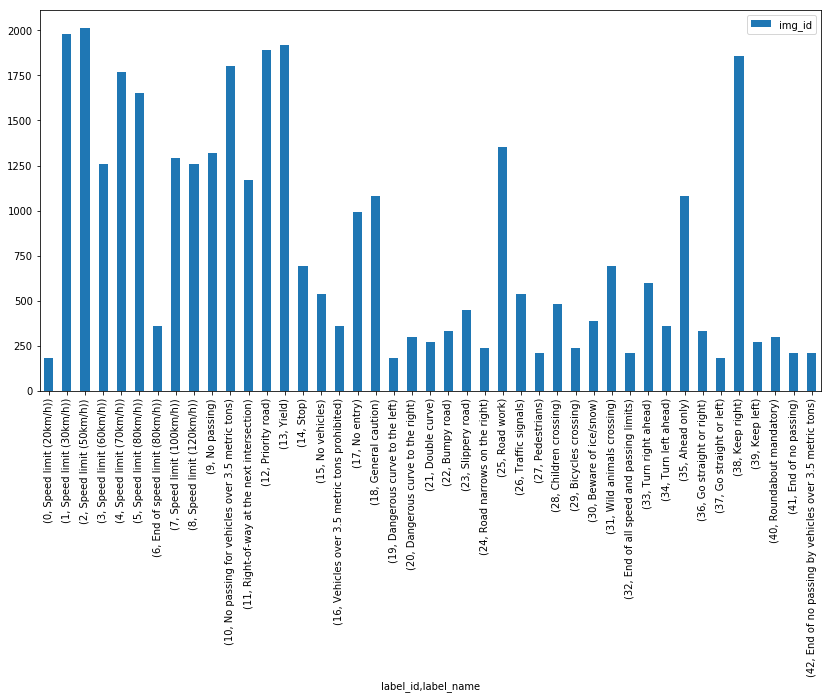 img_id
2000
1750
1500
1250
1000
750
500
250
0
(0, Speed limit (20km/h))
(1, Speed limit (30km/h))
(2, Speed limit (50km/h))
(3, Speed limit (60km/h))
(4, Speed limit (70km/h))
(5, Speed limit (80km/h))
(6, End of speed limit (80km/h))
(7, Speed limit (100km/h))
(8, Speed limit (120km/h))
(9, No passing)
(10, No passing for vehicles over 3.5 metric tons)
(11, Right-of-way at the next intersection)
(12, Priority road)
(13, Yield)
(14, Stop)
(15, No vehicles)
(16, Vehicles over 3.5 metric tons prohibited)
(17, No entry)
(18, General caution)
(19, Dangerous curve to the left)
(20, Dangerous curve to the right)
(21, Double curve)
(22, Bumpy road)
(23, Slippery road)
(24, Road narrows on the right)
(25, Road work)
(26, Traffic signals)
(27, Pedestrians)
(28, Children crossing)
(29, Bicycles crossing)
(30, Beware of ice/snow)
(31, Wild animals crossing)
(32, End of all speed and passing limits)
(33, Turn right ahead)
(34, Turn left ahead)
(35, Ahead only)
(36, Go straight or right)
(37, Go straight or left)
(38, Keep right)
(39, Keep left)
(40, Roundabout mandatory)
(41, End of no passing)
(42, End of no passing by vehicles over 3.5 metric tons)
label_id,label_name